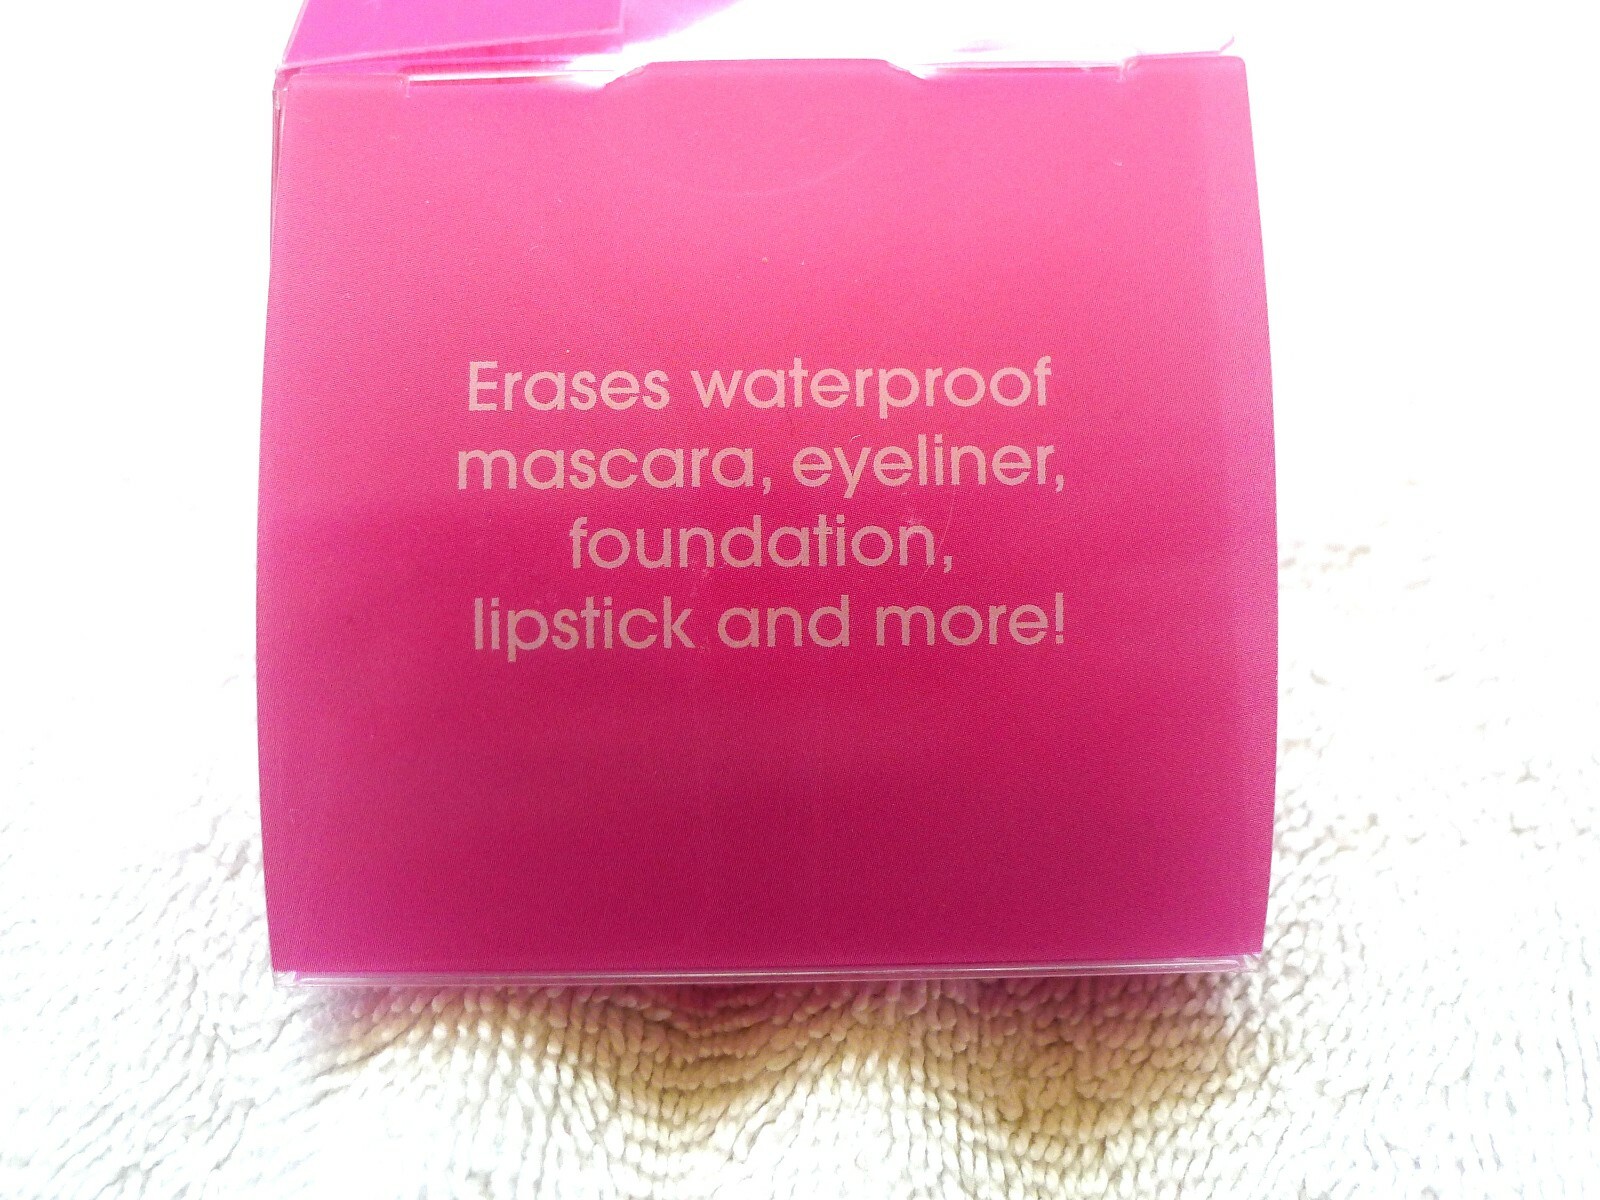 Erases waterproof
mascara, eyeliner,
foundation,
lipstick and more!